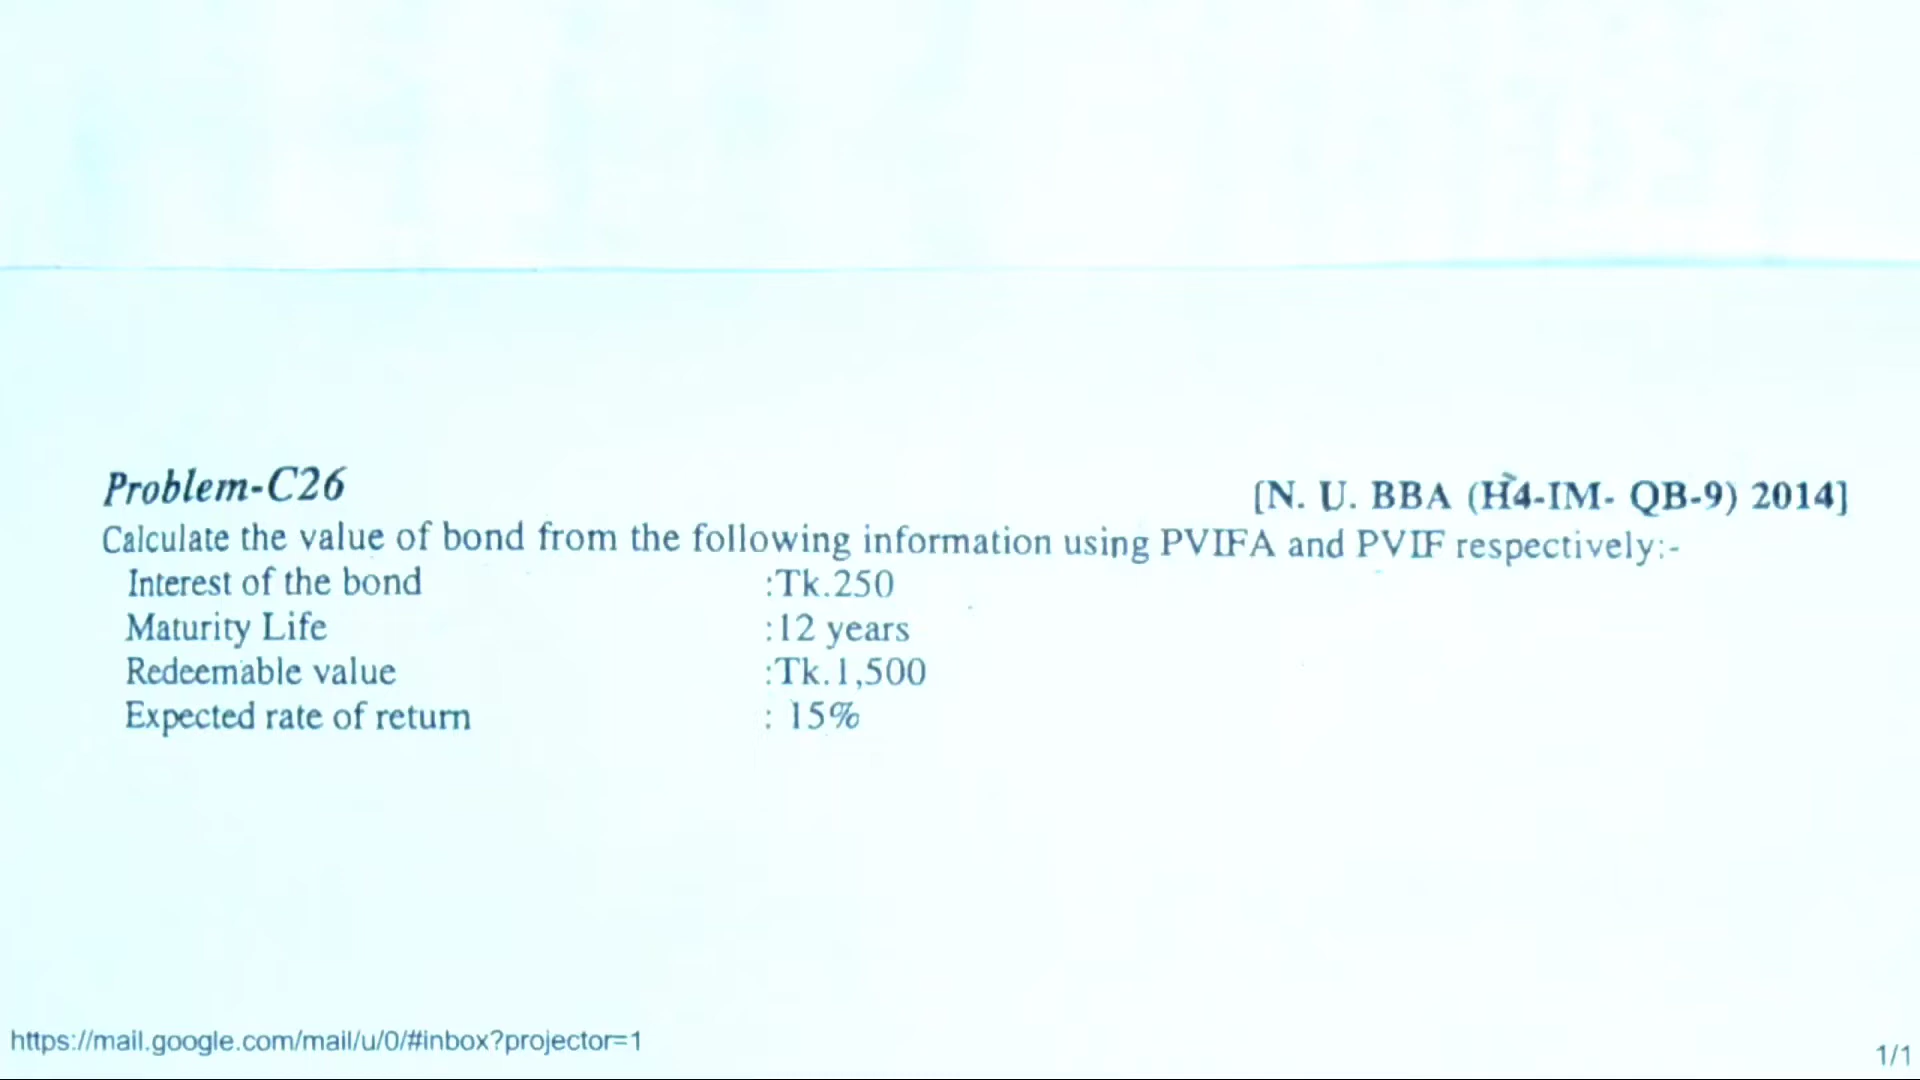 Problem-C26
[N. U. BBA (H4-IM- QB-9) 2014]
Calculate the value of bond from the following information using PVIFA and PVIF respectively:-
Interest of the bond :Tk.250
Maturity Life :12 years
Redeemable value :Tk.1,500
Expected rate of return : 15%
https://mail.google.com/mail/u/0/#inbox?projector=1
1/1